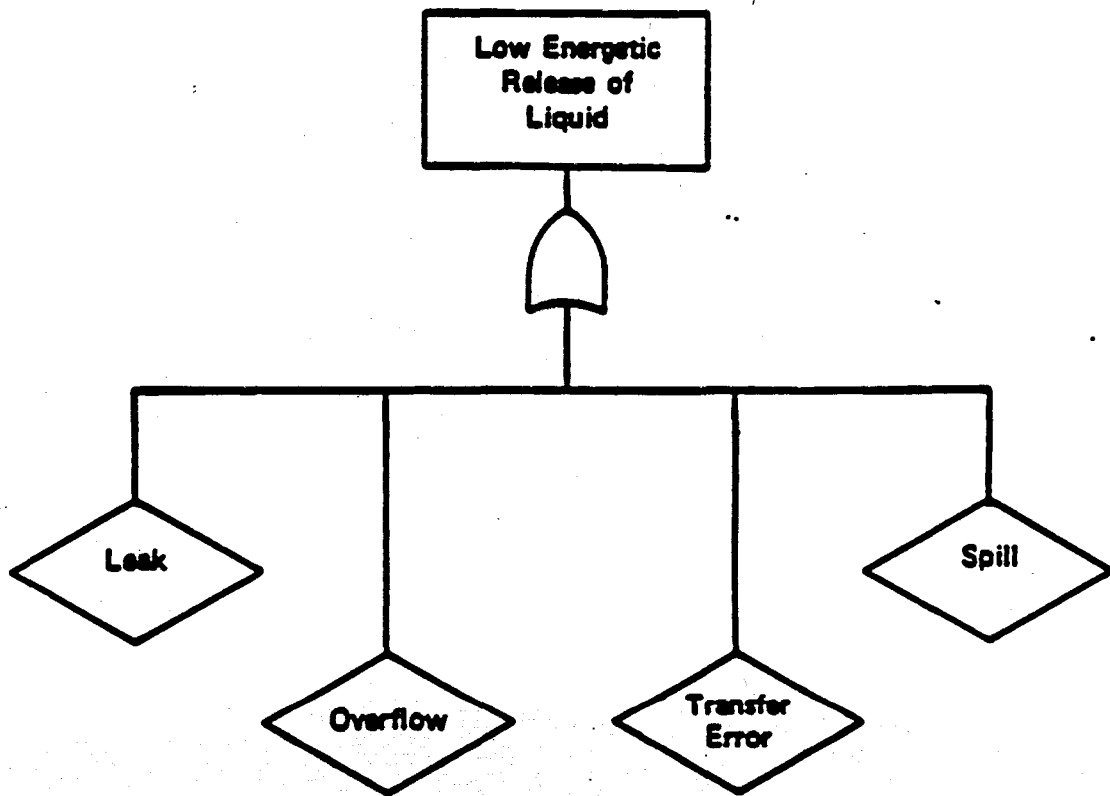 Low Energetic
Release of
Liquid
Leak
Spill
Overflow
Transfer
Error